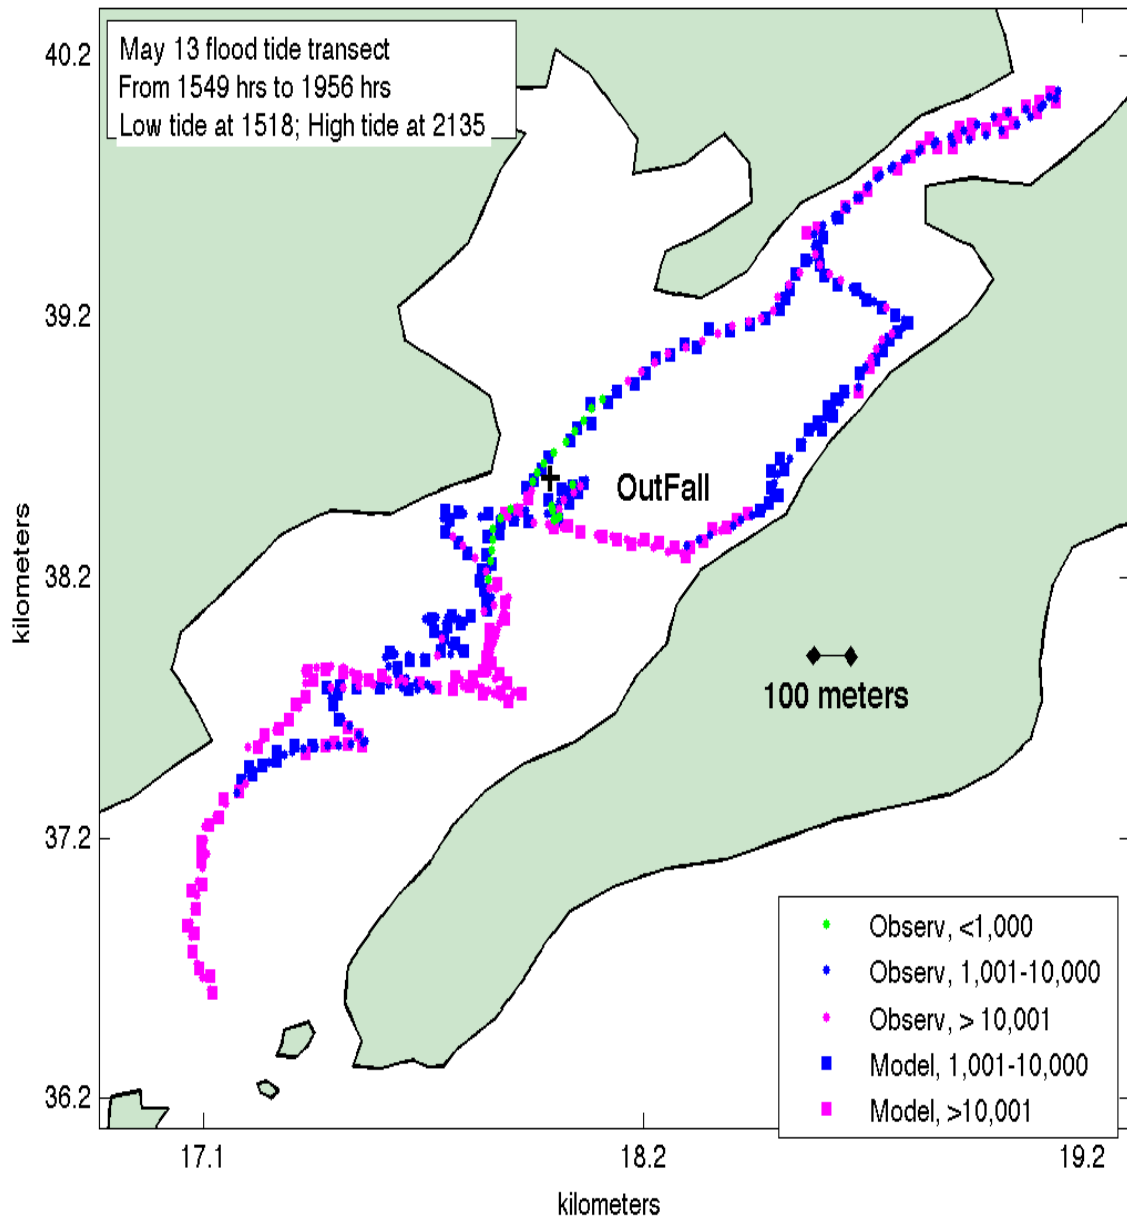 May 13 flood tide transect
From 1549 hrs to 1956 hrs
Low tide at 1518; High tide at 2135
40.2
39.2
38.2
37.2
36.2
kilometers
OutFall
100 meters
Observ, <1,000
Observ, 1,001-10,000
Observ, > 10,001
Model, 1,001-10,000
Model, >10,001
17.1
18.2
19.2
kilometers